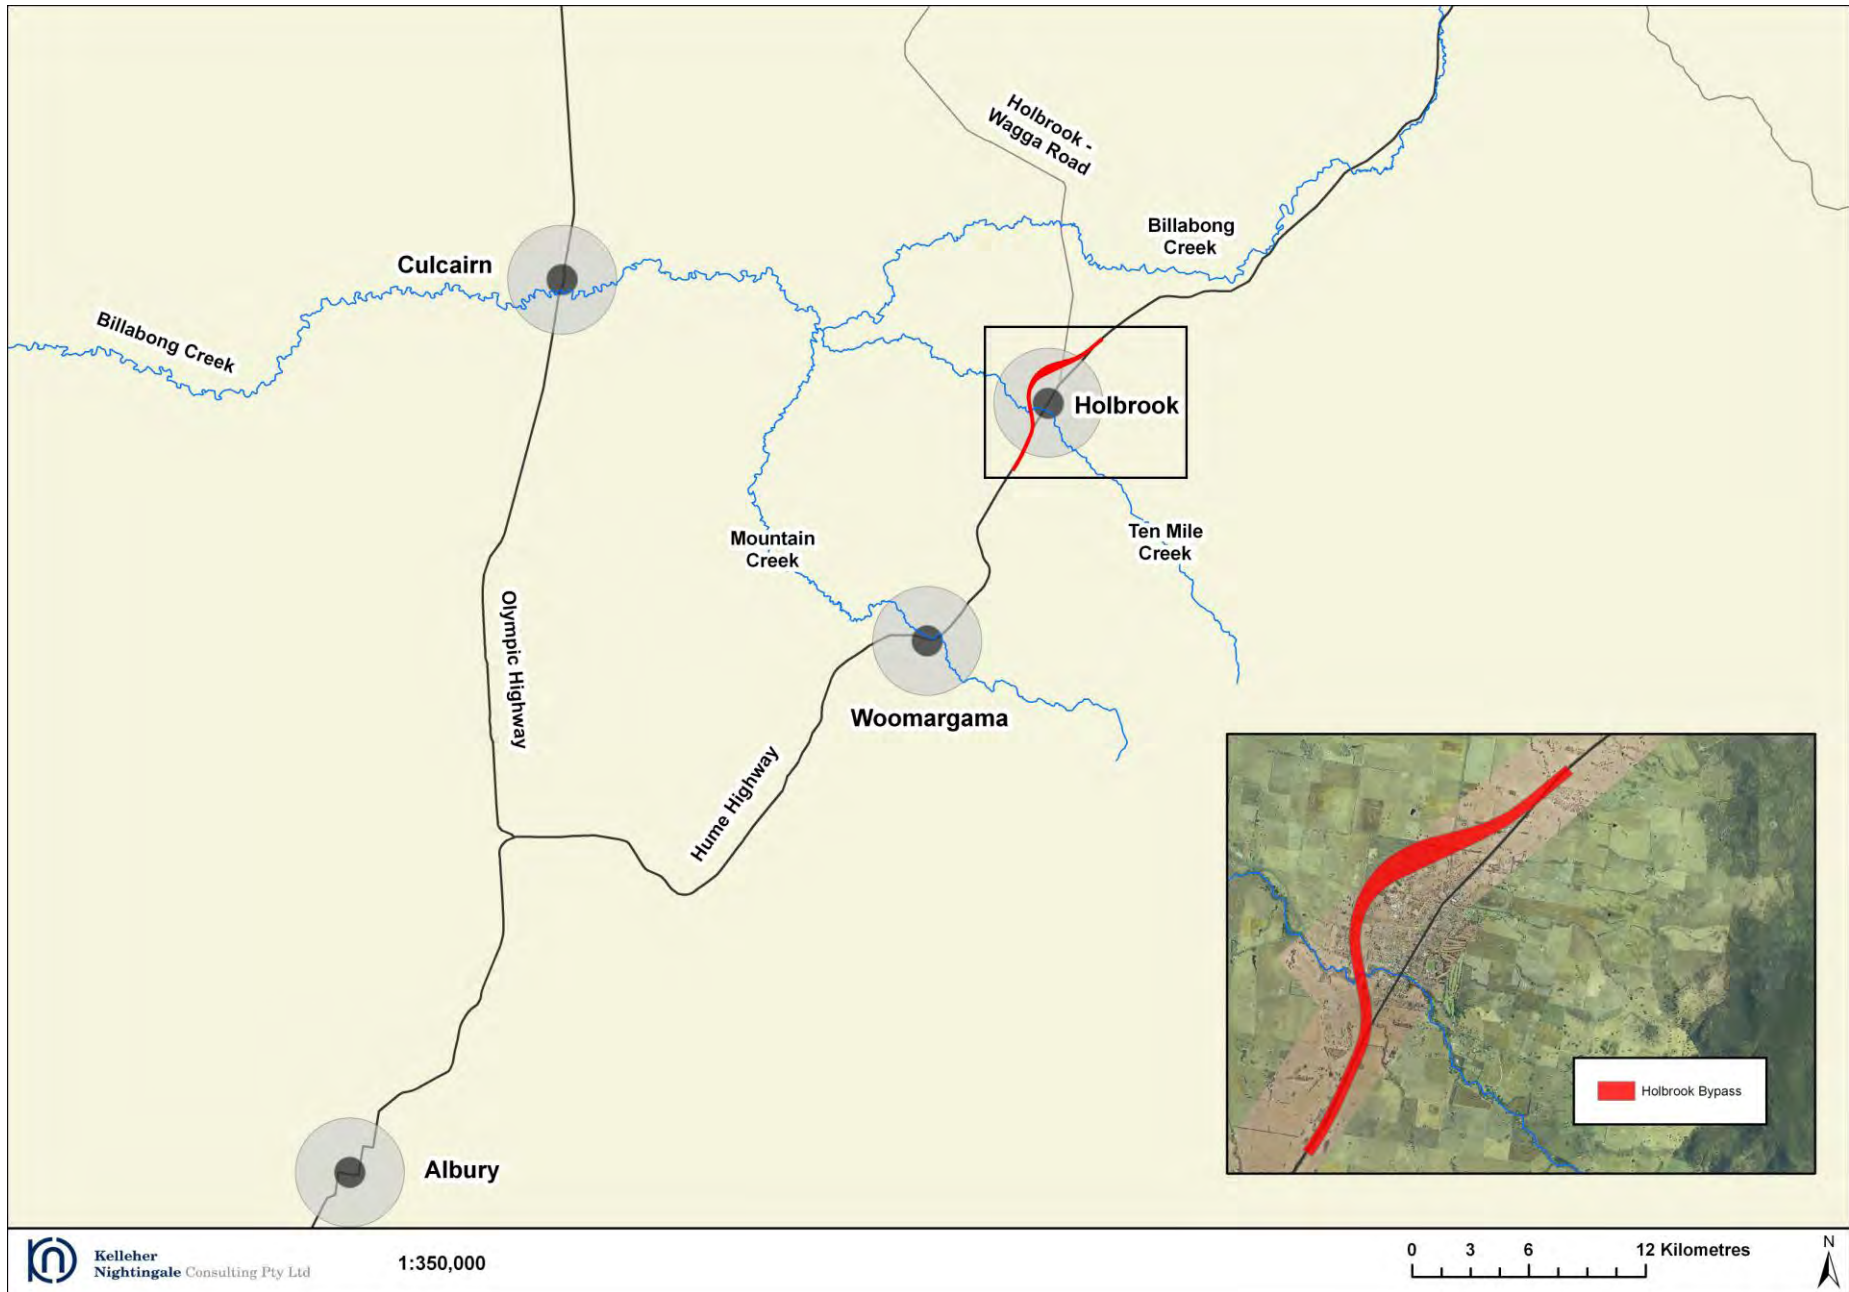 Holbrook -
Wagga Road
Billabong
Creek
Culcairn
Billabong Creek
Holbrook
Mountain
Creek
Ten Mile
Creek
Olympic Highway
Woomargama
Hume Highway
Holbrook Bypass
Albury
Kelleher
Nightingale Consulting Pty Ltd
1:350,000
0 3 6 12 Kilometres
N